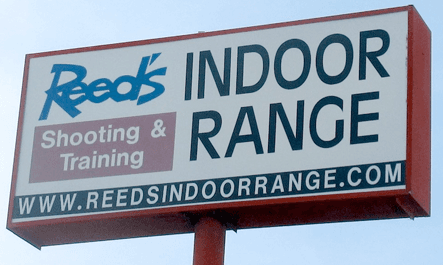 Reed's
Shooting &
Training
INDOOR
RANGE
WWW.REEDSINDOORRANGE.COM